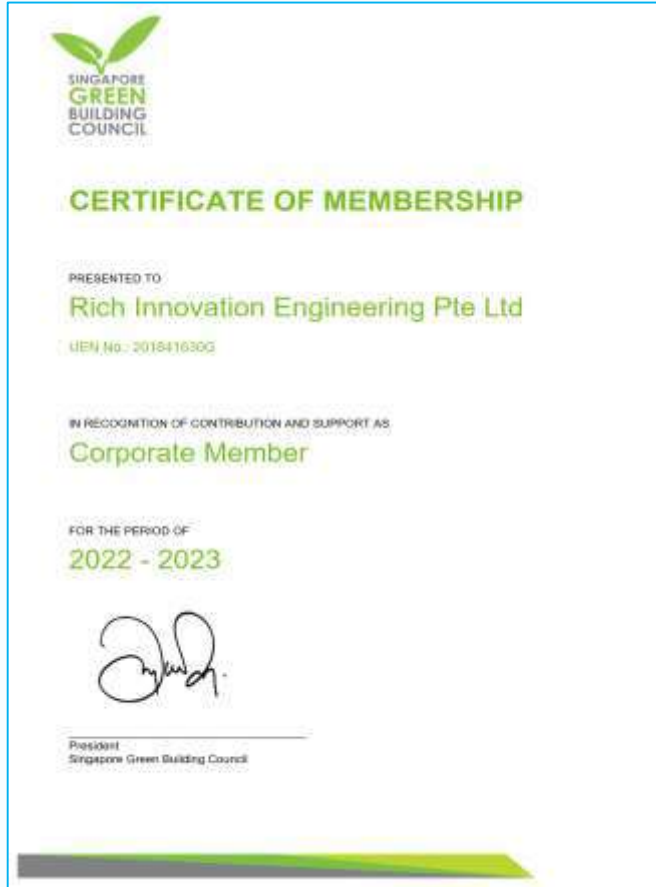 SINGAPORE
GREEN
BUILDING
COUNCIL
CERTIFICATE OF MEMBERSHIP
PRESENTED TO
Rich Innovation Engineering Pte Ltd
UEN No.: 201841630G
IN RECOGNITION OF CONTRIBUTION AND SUPPORT AS
Corporate Member
FOR THE PERIOD OF
2022 - 2023
President
Singapore Green Building Council